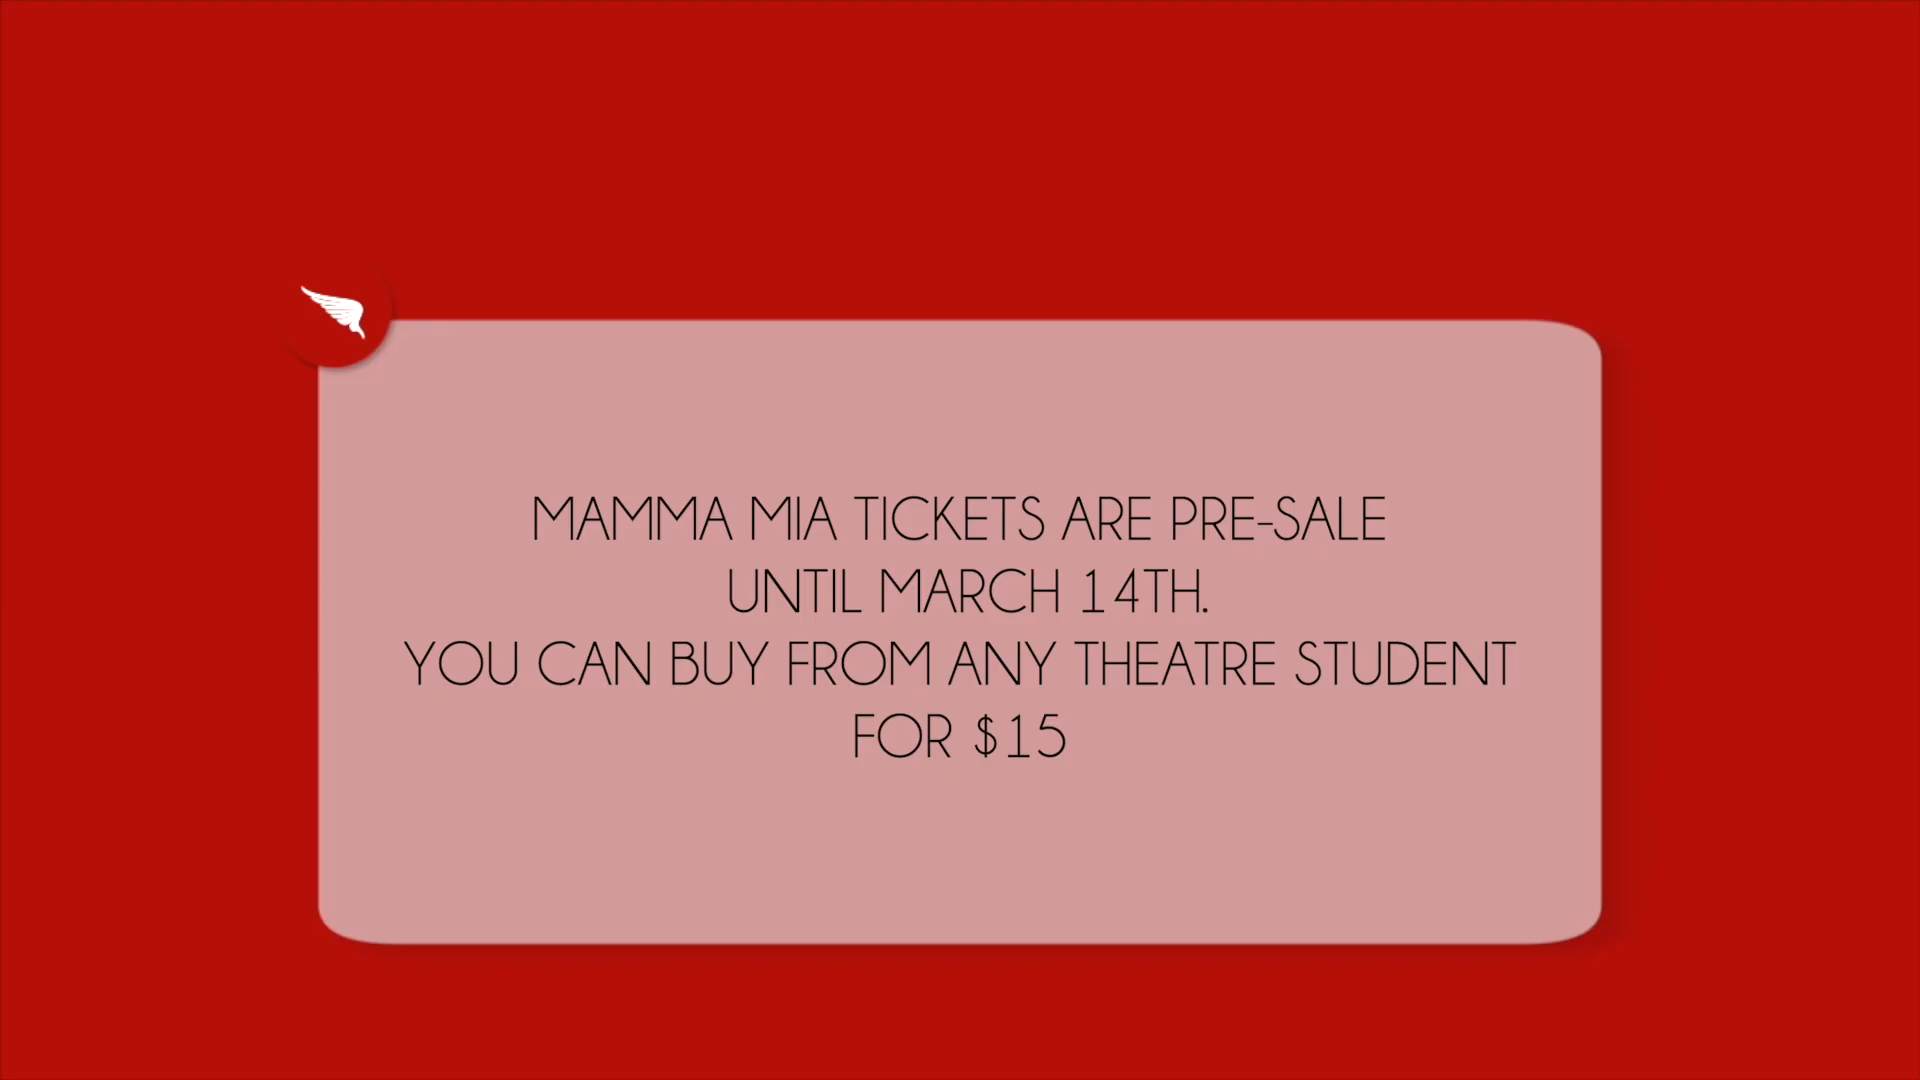 MAMMA MIA TICKETS ARE PRE-SALE
UNTIL MARCH 14TH.
YOU CAN BUY FROM ANY THEATRE STUDENT
FOR $15